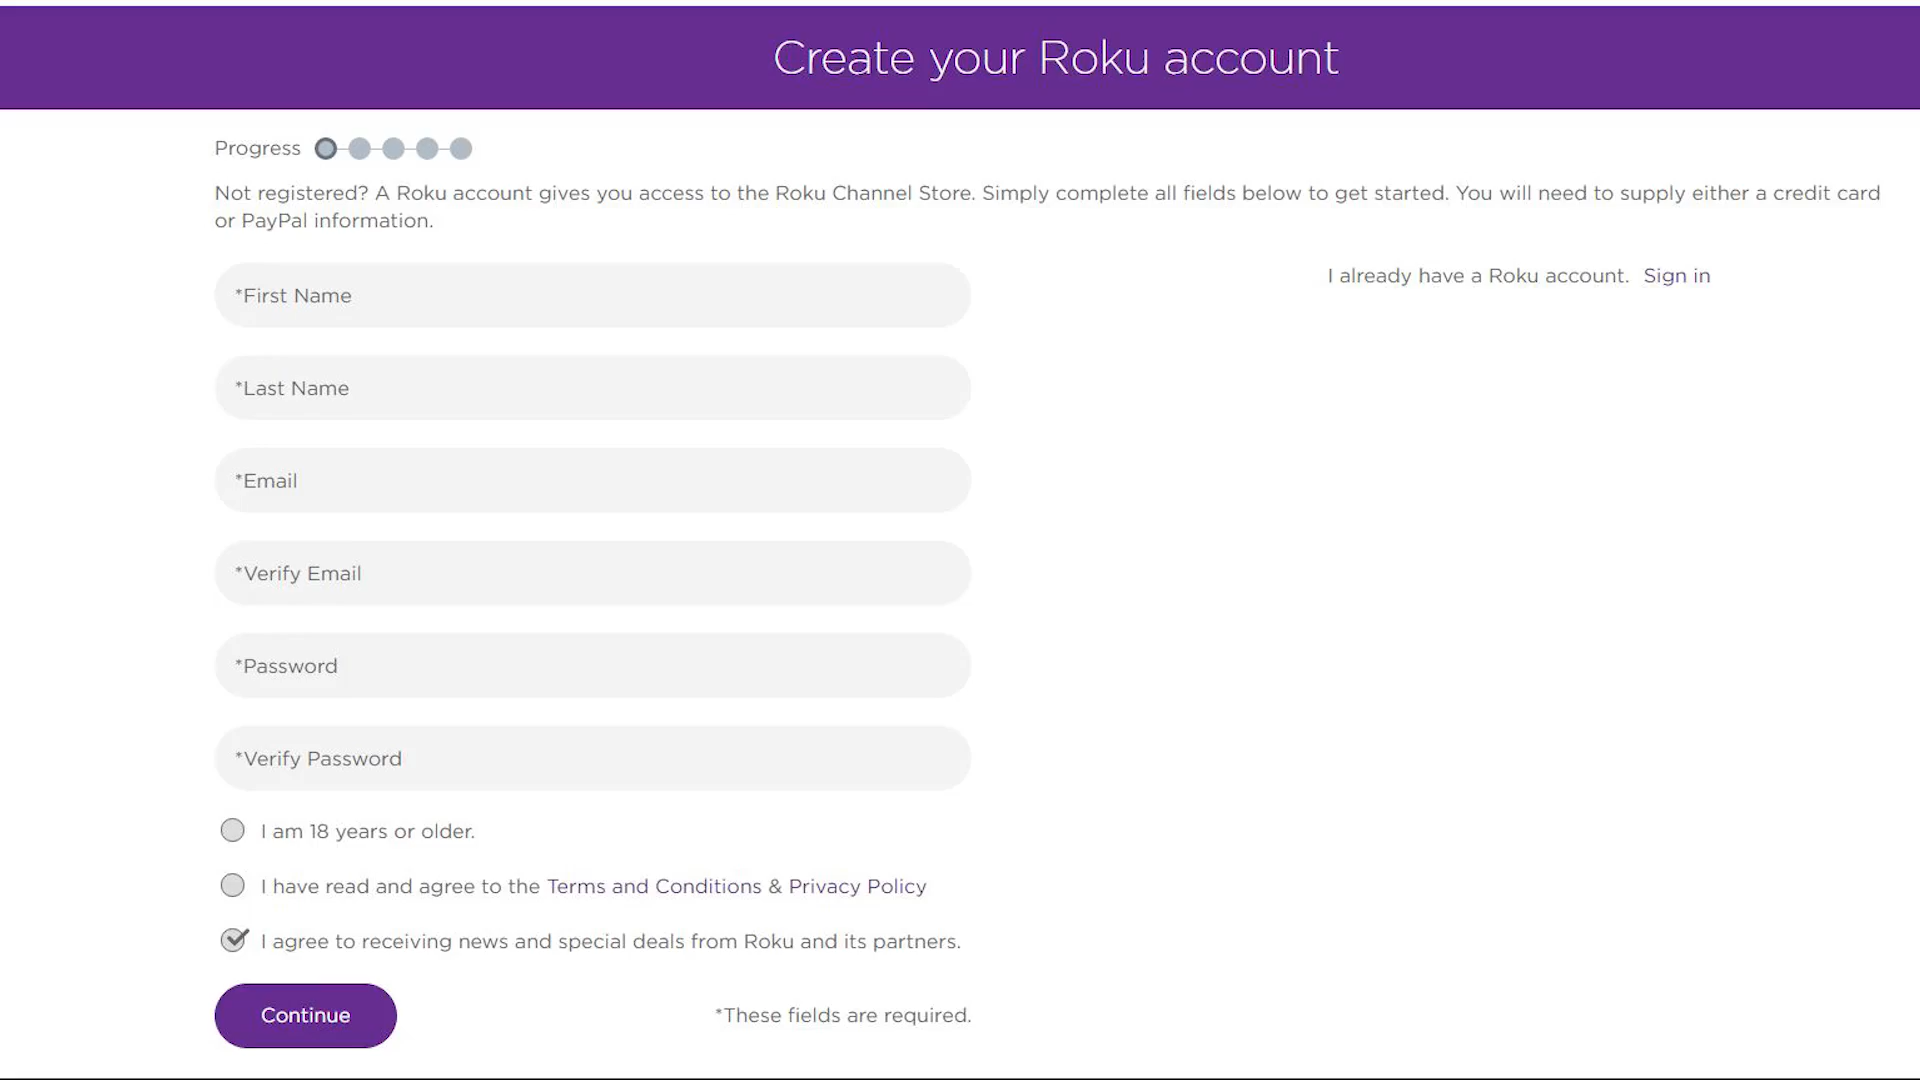 Create your Roku account
Progress
Not registered? A Roku account gives you access to the Roku Channel Store. Simply complete all fields below to get started. You will need to supply either a credit card
or PayPal information.
*First Name
I already have a Roku account. Sign in
*Last Name
*Email
*Verify Email
*Password
*Verify Password
I am 18 years or older.
I have read and agree to the Terms and Conditions & Privacy Policy
I agree to receiving news and special deals from Roku and its partners.
Continue
*These fields are required.